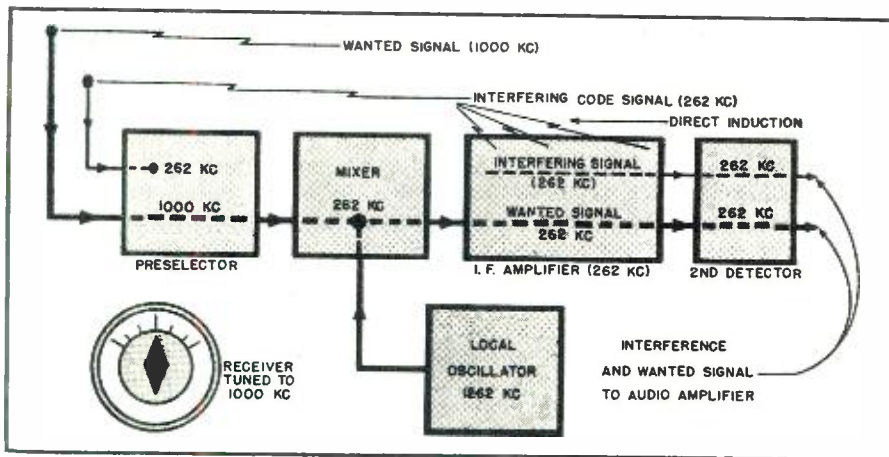 WANTED SIGNAL (1000 KC)
INTERFERING CODE SIGNAL (262 KC)
DIRECT INDUCTION
262 KC
1000 KC
PRESELECTOR
MIXER
262 KC
INTERFERING SIGNAL
(262 KC)
WANTED SIGNAL
262 KC
I.F. AMPLIFIER (262 KC)
262 KC
262 KC
2ND DETECTOR
RECEIVER
TUNED TO
1000 KC
LOCAL
OSCILLATOR
1262 KC
INTERFERENCE
AND WANTED SIGNAL
TO AUDIO AMPLIFIER